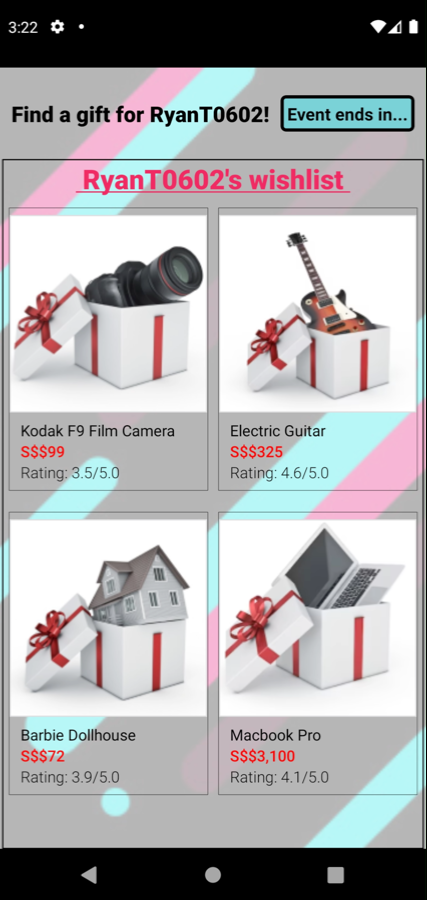 3:22
Find a gift for RyanT0602!
Event ends in...
RyanT0602's wishlist
Kodak F9 Film Camera
S$$$99
Rating: 3.5/5.0
Electric Guitar
S$$$325
Rating: 4.6/5.0
Barbie Dollhouse
S$$$72
Rating: 3.9/5.0
Macbook Pro
S$$$3,100
Rating: 4.1/5.0